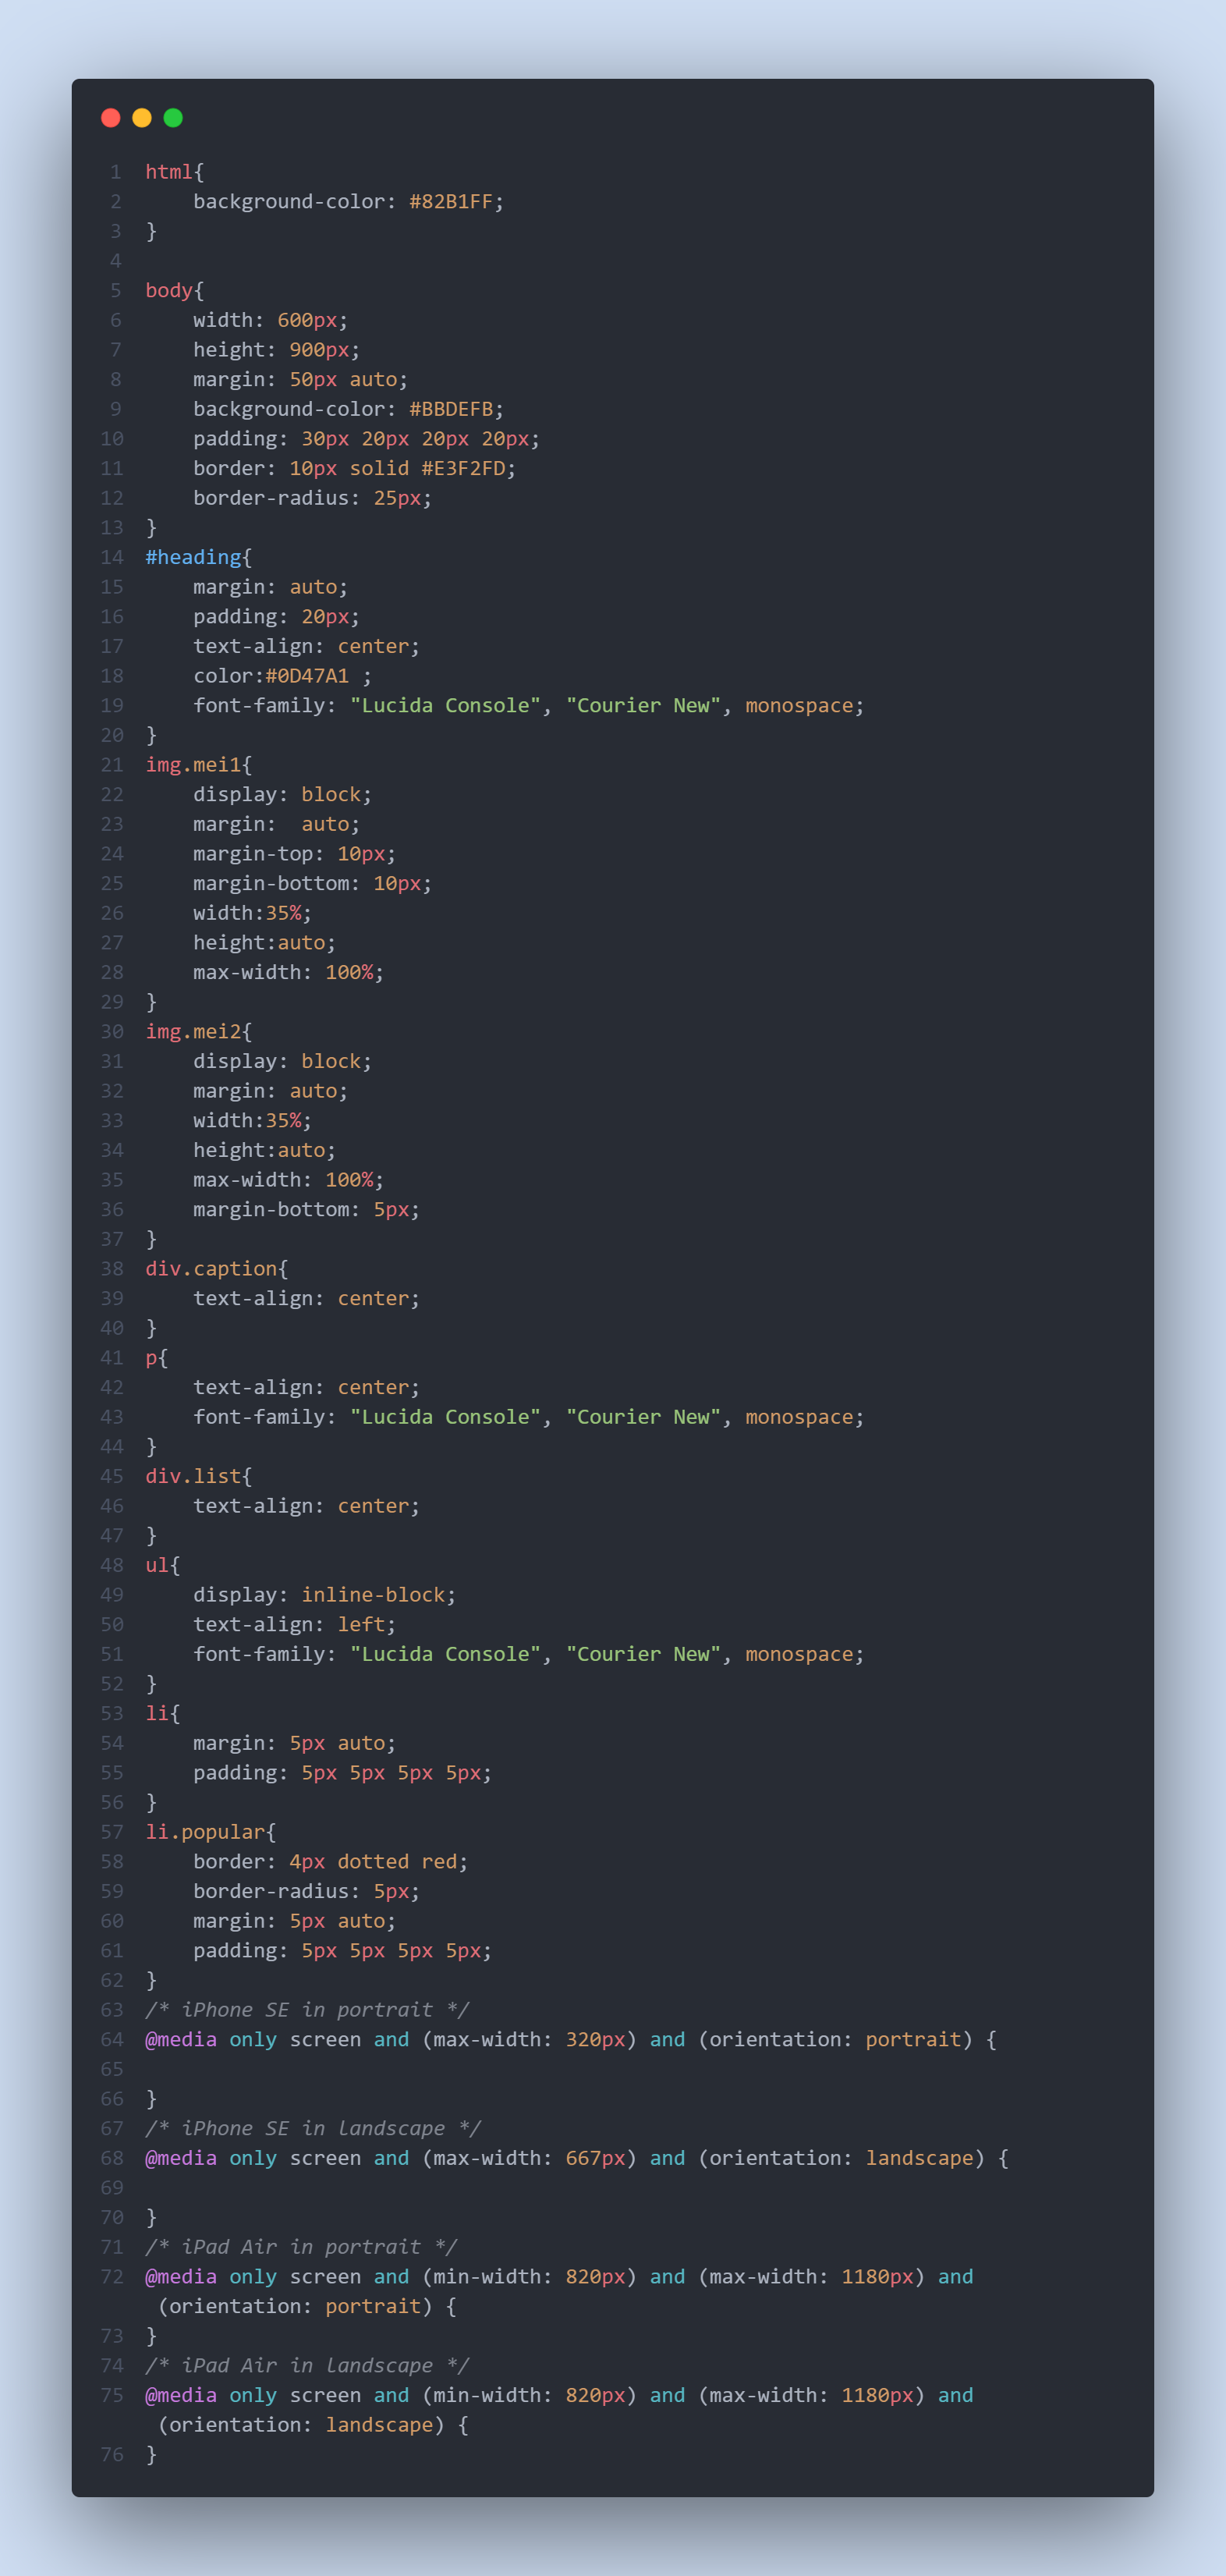 1 html{
2     background-color: #82B1FF;
3 }
4
5 body{
6     width: 600px;
7     height: 900px;
8     margin: 50px auto;
9     background-color: #BBDEFB;
10     padding: 30px 20px 20px 20px;
11     border: 10px solid #E3F2FD;
12     border-radius: 25px;
13 }
14 #heading{
15     margin: auto;
16     padding: 20px;
17     text-align: center;
18     color:#0D47A1 ;
19     font-family: "Lucida Console", "Courier New", monospace;
20 }
21 img.mei1{
22     display: block;
23     margin:  auto;
24     margin-top: 10px;
25     margin-bottom: 10px;
26     width:35%;
27     height:auto;
28     max-width: 100%;
29 }
30 img.mei2{
31     display: block;
32     margin: auto;
33     width:35%;
34     height:auto;
35     max-width: 100%;
36     margin-bottom: 5px;
37 }
38 div.caption{
39     text-align: center;
40 }
41 p{
42     text-align: center;
43     font-family: "Lucida Console", "Courier New", monospace;
44 }
45 div.list{
46     text-align: center;
47 }
48 ul{
49     display: inline-block;
50     text-align: left;
51     font-family: "Lucida Console", "Courier New", monospace;
52 }
53 li{
54     margin: 5px auto;
55     padding: 5px 5px 5px 5px;
56 }
57 li.popular{
58     border: 4px dotted red;
59     border-radius: 5px;
60     margin: 5px auto;
61     padding: 5px 5px 5px 5px;
62 }
63 /* iPhone SE in portrait */
64 @media only screen and (max-width: 320px) and (orientation: portrait) {
65
66 }
67 /* iPhone SE in landscape */
68 @media only screen and (max-width: 667px) and (orientation: landscape) {
69
70 }
71 /* iPad Air in portrait */
72 @media only screen and (min-width: 820px) and (max-width: 1180px) and
(orientation: portrait) {
73 }
74 /* iPad Air in landscape */
75 @media only screen and (min-width: 820px) and (max-width: 1180px) and
(orientation: landscape) {
76 }